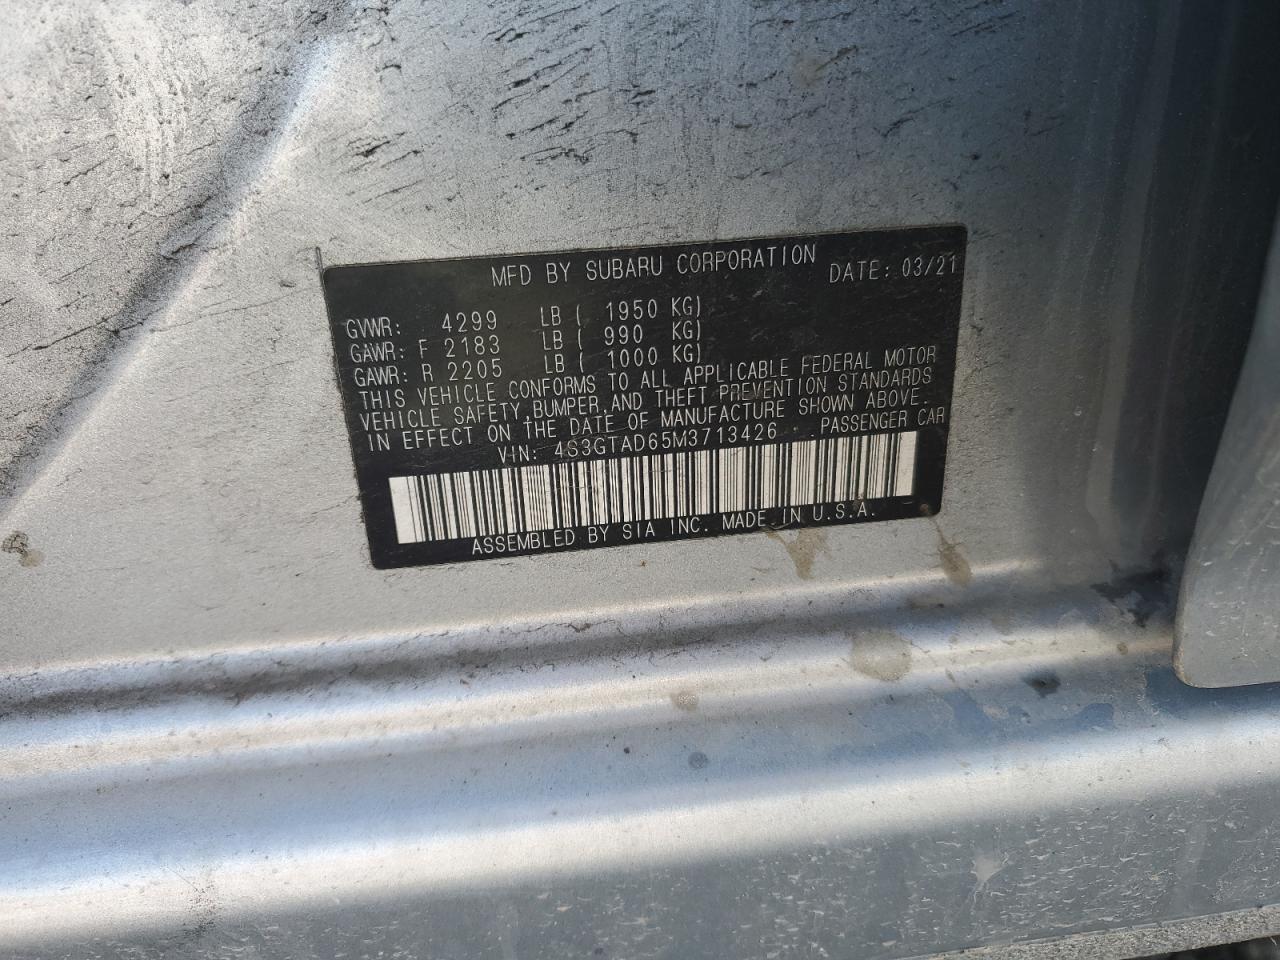 MFD BY SUBARU CORPORATION DATE: 03/21
GVWR: 4299 LB ( 1950 KG)
GAWR: F 2183 LB ( 990 KG)
GAWR: R 2205 LB ( 1000 KG)
THIS VEHICLE CONFORMS TO ALL APPLICABLE FEDERAL MOTOR
VEHICLE SAFETY, BUMPER, AND THEFT PREVENTION STANDARDS
IN EFFECT ON THE DATE OF MANUFACTURE SHOWN ABOVE.
VIN: 4S3GTAD65M3713426 PASSENGER CAR
ASSEMBLED BY SIA INC. MADE IN U.S.A.